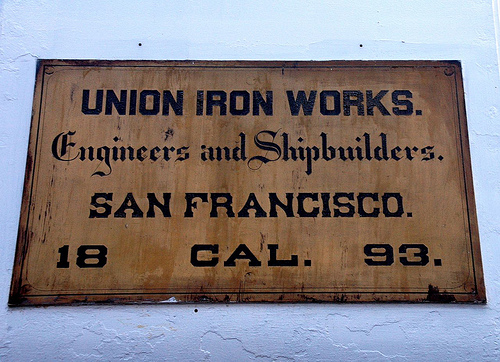 UNION IRON WORKS.
Engineers and Shipbuilders.
SAN FRANCISCO.
18 CAL. 93.